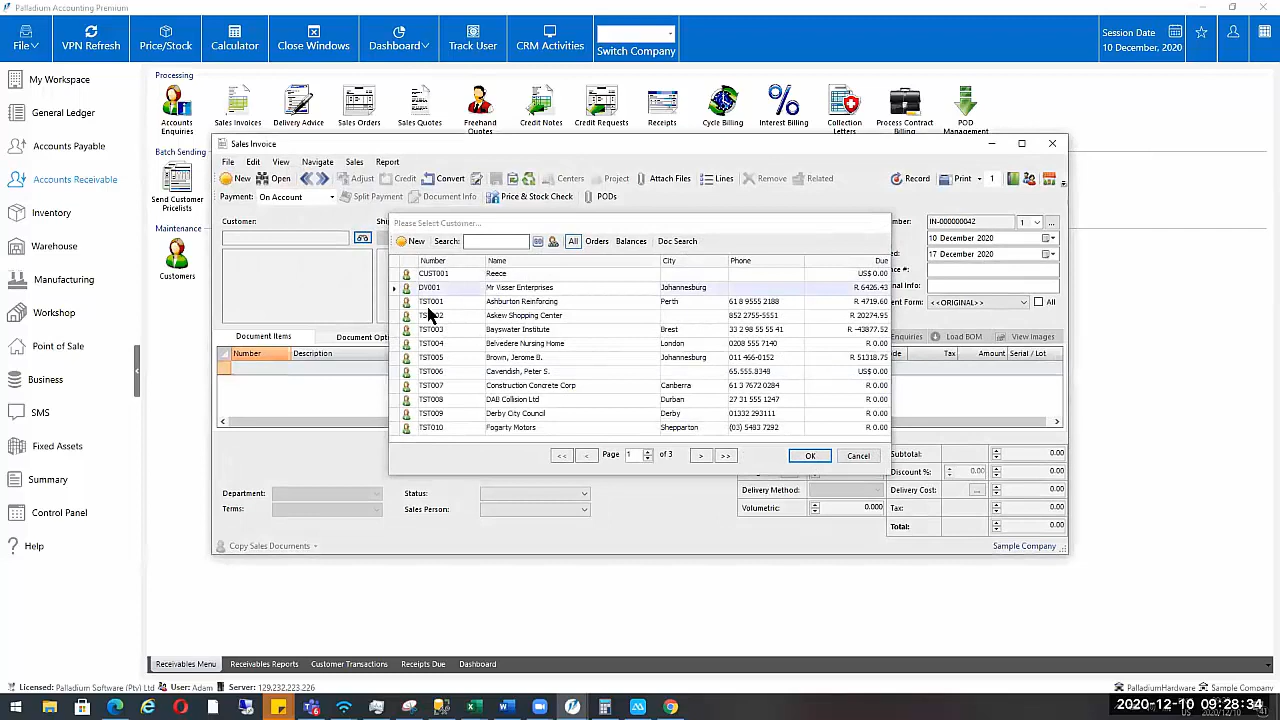 Palladium Accounting Premium
File
VPN Refresh
Price/Stock
Calculator
Close Windows
Dashboard
Track User
CRM Activities
Switch Company
Session Date
10 December, 2020
My Workspace
General Ledger
Accounts Payable
Accounts Receivable
Inventory
Warehouse
Manufacturing
Workshop
Point of Sale
Business
SMS
Fixed Assets
Summary
Control Panel
Help
Processing
Accounts Enquiries
Sales Invoices
Delivery Advice
Sales Orders
Sales Quotes
Freehand Quotes
Credit Notes
Credit Requests
Receipts
Cycle Billing
Interest Billing
Collection Letters
Process Contract Billing
POD Management
Batch Sending
Send Customer Pricelists
Maintenance
Customers
Sales Invoice
File Edit View Navigate Sales Report
New Open Adjust Credit Convert Centers Project Attach Files Lines Remove Related Record Print 1
Payment: On Account Split Payment Document Info Price & Stock Check PODs
Customer:
IN-000000042 1 ...
10 December 2020
17 December 2020
<<ORIGINAL>> All
Please Select Customer...
New Search: All Orders Balances Doc Search
Number Name City Phone Due
CUST001 Reece US$ 0.00
DV001 Mr Visser Enterprises Johannesburg R 6426.43
TST001 Ashburton Reinforcing Perth 61 8 9555 2188 R 4719.60
Askew Shopping Center 852 2755-5551 R 20274.95
TST003 Bayswater Institute Brest 33 2 98 55 55 41 R -43877.52
TST004 Belvedere Nursing Home London 0208 555 7140 R 0.00
TST005 Brown, Jerome B. Johannesburg 011 466-0152 R 51318.75
TST006 Cavendish, Peter S. 65.555.8349 US$ 0.00
TST007 Construction Concrete Corp Canberra 61 3 7672 0284 R 0.00
TST008 DAB Collision Ltd Durban 27 31 555 1247 R 0.00
TST009 Derby City Council Derby 01332 293111 R 0.00
TST010 Fogarty Motors Shepparton (03) 5483 7292 R 0.00
<< < Page 1 of 3 > >> OK Cancel
Document Items
Enquiries Load BOM View Images
Number Description Tax Amount Serial / Lot
Department: Status:
Terms: Sales Person:
Delivery Method:
Volumetric: 0.000
Subtotal: 0.00
Discount %: 0.00 0.00
Delivery Cost: ... 0.00
Tax: 0.00
Total: 0.00
Copy Sales Documents
Sample Company
Receivables Menu Receivables Reports Customer Transactions Receipts Due Dashboard
Licensed: Palladium Software (Pty) Ltd User: Adam Server: 129.232.223.226
PalladiumHardware Sample Company
2020-12-10 09:28:34